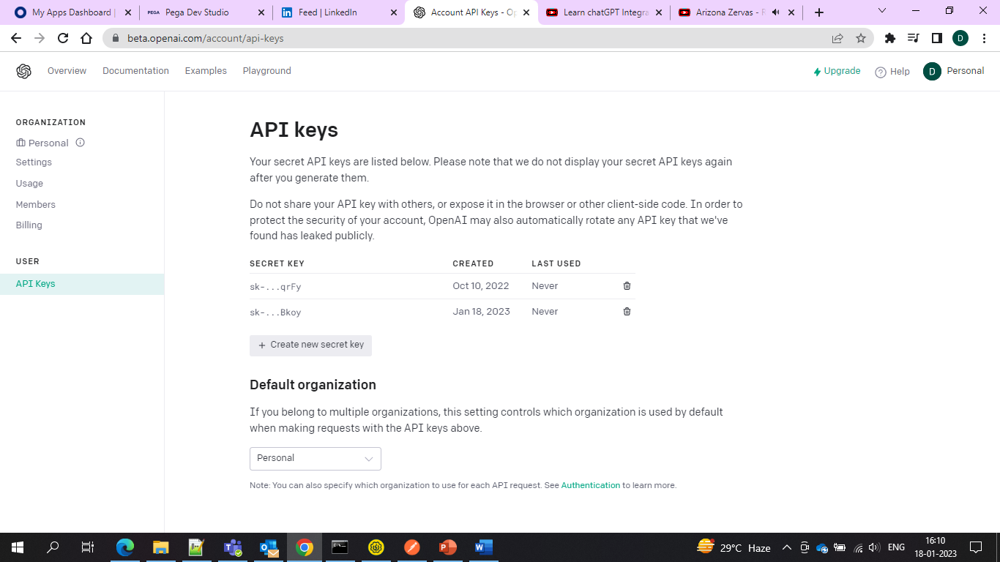 My Apps Dashboard |
PEGA Pega Dev Studio
Feed | LinkedIn
Account API Keys - Op
Learn chatGPT Integra
Arizona Zervas - R
beta.openai.com/account/api-keys
D
Overview Documentation Examples Playground
Upgrade Help D Personal
ORGANIZATION
Personal
Settings
Usage
Members
Billing
USER
API Keys
API keys
Your secret API keys are listed below. Please note that we do not display your secret API keys again
after you generate them.
Do not share your API key with others, or expose it in the browser or other client-side code. In order to
protect the security of your account, OpenAI may also automatically rotate any API key that we've
found has leaked publicly.
SECRET KEY CREATED LAST USED
sk-...qrFy Oct 10, 2022 Never
sk-...Bkoy Jan 18, 2023 Never
+ Create new secret key
Default organization
If you belong to multiple organizations, this setting controls which organization is used by default
when making requests with the API keys above.
Personal
Note: You can also specify which organization to use for each API request. See Authentication to learn more.
29°C Haze ENG 16:10
18-01-2023